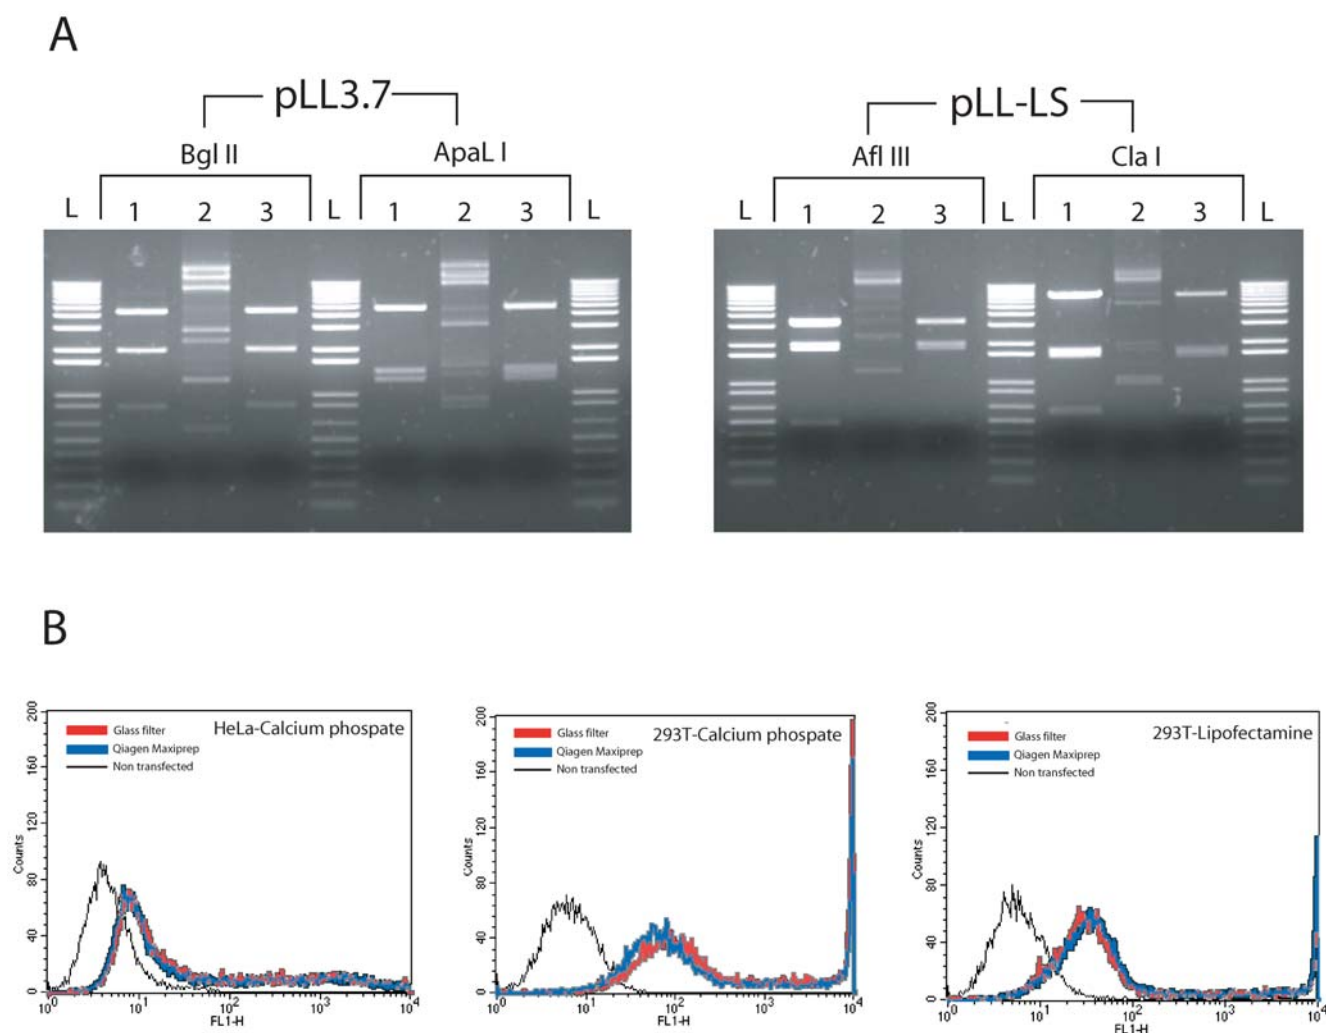 A
pLL3.7
pLL-LS
Bgl II
ApaL I
Afl III
Cla I
L 1 2 3 L 1 2 3 L
L 1 2 3 L 1 2 3 L
B
HeLa-Calcium phospate
Glass filter
Qiagen Maxiprep
Non transfected
Counts
200
160
120
80
40
0
10^0 10^1 10^2 10^3 10^4
FL1-H
293T-Calcium phospate
Glass filter
Qiagen Maxiprep
Non transfected
Counts
200
160
120
80
40
0
10^0 10^1 10^2 10^3 10^4
FL1-H
293T-Lipofectamine
Glass filter
Qiagen Maxiprep
Non transfected
Counts
200
160
120
80
40
0
10^0 10^1 10^2 10^3 10^4
FL1-H